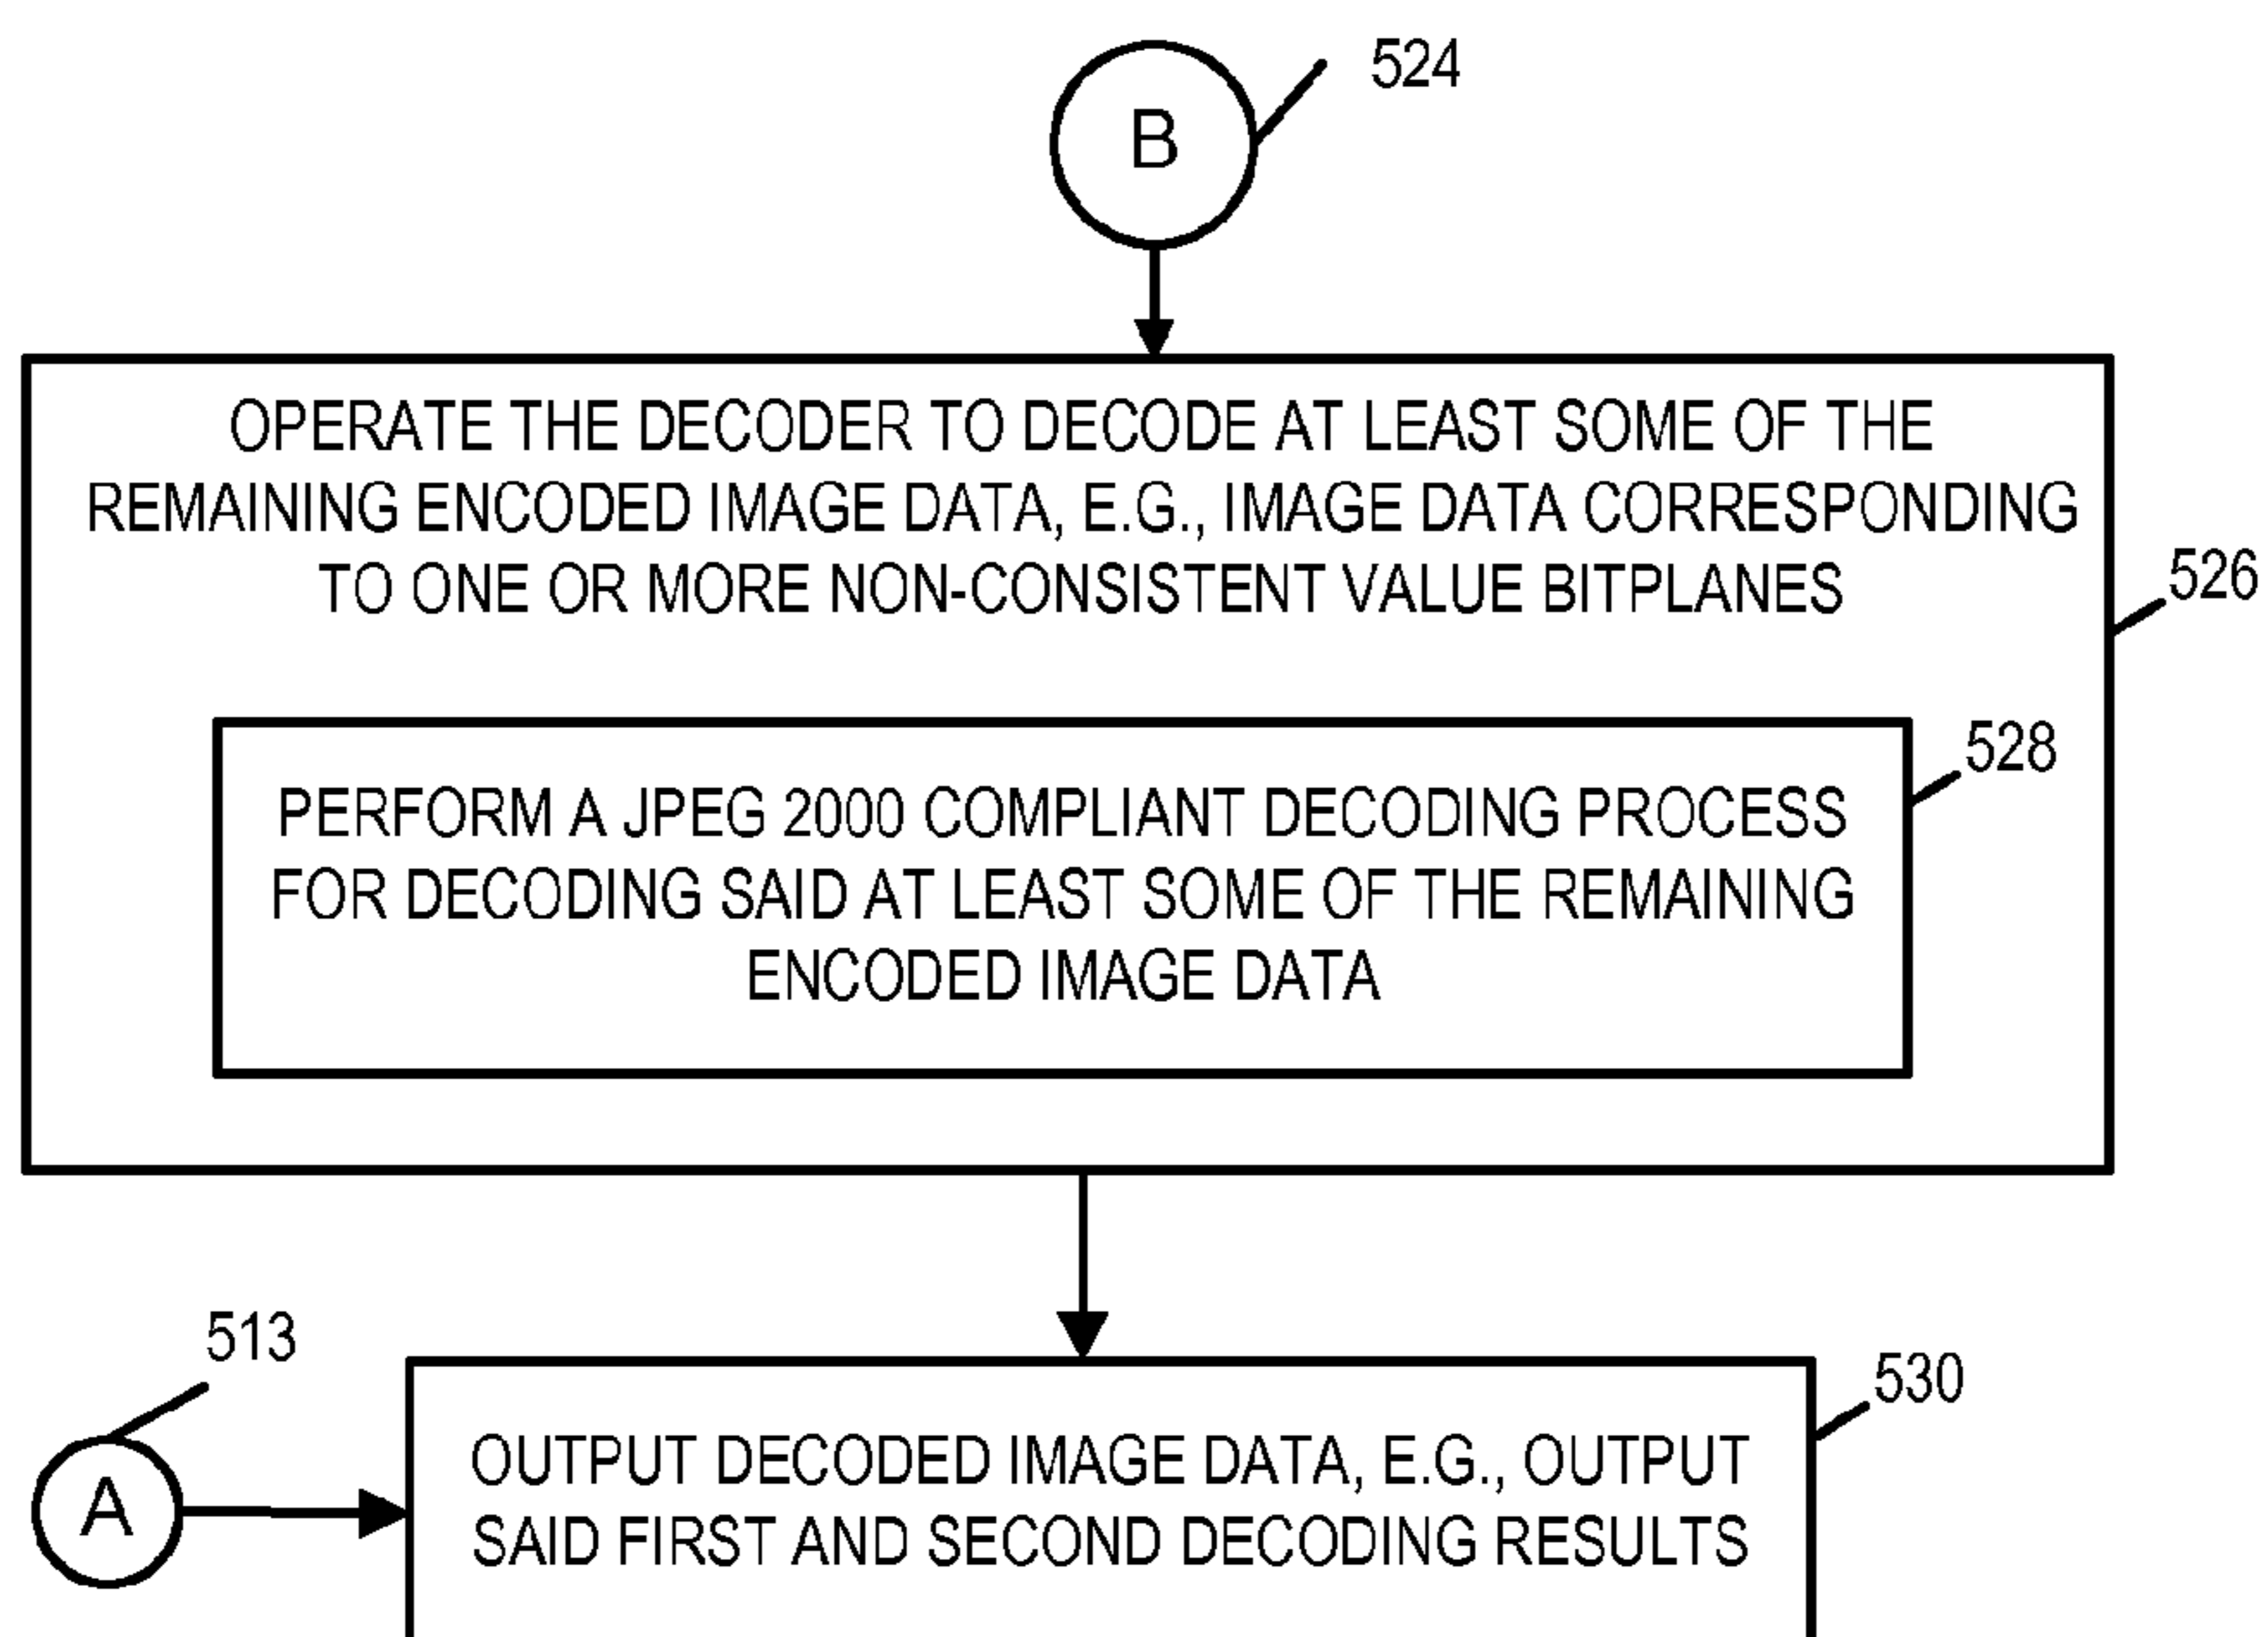 524
B
OPERATE THE DECODER TO DECODE AT LEAST SOME OF THE
REMAINING ENCODED IMAGE DATA, E.G., IMAGE DATA CORRESPONDING
TO ONE OR MORE NON-CONSISTENT VALUE BITPLANES
526
528
PERFORM A JPEG 2000 COMPLIANT DECODING PROCESS
FOR DECODING SAID AT LEAST SOME OF THE REMAINING
ENCODED IMAGE DATA
513
530
A
OUTPUT DECODED IMAGE DATA, E.G., OUTPUT
SAID FIRST AND SECOND DECODING RESULTS